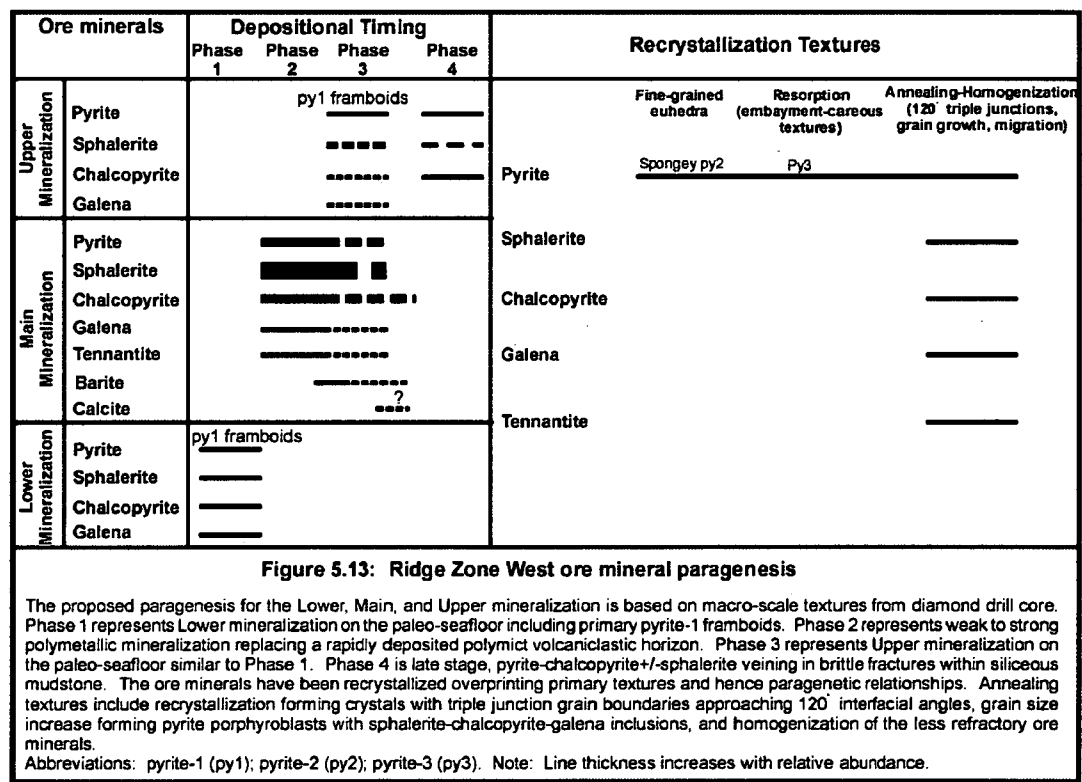 Ore minerals
Depositional Timing
Phase 1
Phase 2
Phase 3
Phase 4
Recrystallization Textures
Fine-grained
euhedra
Resorption
(embayment-careous
textures)
Annealing-Homogenization
(120° triple junctions,
grain growth, migration)
Upper
Mineralization
py1 framboids
Pyrite
Sphalerite
Chalcopyrite
Galena
Main
Mineralization
Pyrite
Sphalerite
Chalcopyrite
Galena
Tennantite
Barite
?
Calcite
Lower
Mineralization
py1 framboids
Pyrite
Sphalerite
Chalcopyrite
Galena
Spongey py2
Py3
Pyrite
Sphalerite
Chalcopyrite
Galena
Tennantite
Figure 5.13: Ridge Zone West ore mineral paragenesis
The proposed paragenesis for the Lower, Main, and Upper mineralization is based on macro-scale textures from diamond drill core.
Phase 1 represents Lower mineralization on the paleo-seafloor including primary pyrite-1 framboids. Phase 2 represents weak to strong
polymetallic mineralization replacing a rapidly deposited polymict volcaniclastic horizon. Phase 3 represents Upper mineralization on
the paleo-seafloor similar to Phase 1. Phase 4 is late stage, pyrite-chalcopyrite+/-sphalerite veining in brittle fractures within siliceous
mudstone. The ore minerals have been recrystallized overprinting primary textures and hence paragenetic relationships. Annealing
textures include recrystallization forming crystals with triple junction grain boundaries approaching 120° interfacial angles, grain size
increase forming pyrite porphyroblasts with sphalerite-chalcopyrite-galena inclusions, and homogenization of the less refractory ore
minerals.
Abbreviations: pyrite-1 (py1); pyrite-2 (py2); pyrite-3 (py3). Note: Line thickness increases with relative abundance.